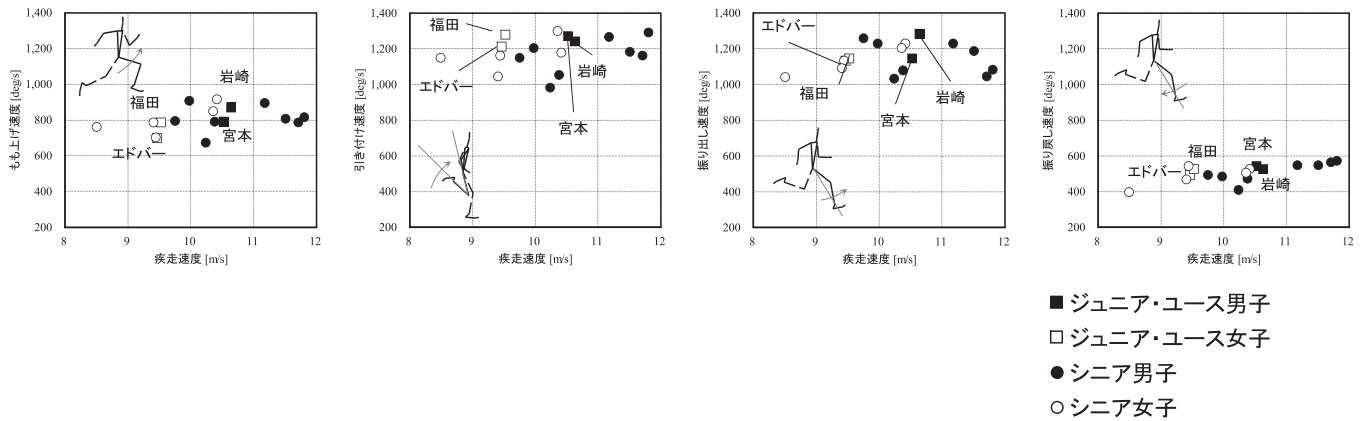 1,400
1,200
1,000
800
600
400
200
もも上げ速度 [deg/s]
岩崎
福田
宮本
エドバー
8 9 10 11 12
疾走速度 [m/s]
1,400
1,200
1,000
800
600
400
200
引き付け速度 [deg/s]
福田
岩崎
エドバー
宮本
8 9 10 11 12
疾走速度 [m/s]
1,400
1,200
1,000
800
600
400
200
振り出し速度 [deg/s]
エドバー
福田
岩崎
宮本
8 9 10 11 12
疾走速度 [m/s]
1,400
1,200
1,000
800
600
400
200
振り戻し速度 [deg/s]
宮本
福田
エドバー
岩崎
8 9 10 11 12
疾走速度 [m/s]
ジュニア・ユース男子
ジュニア・ユース女子
シニア男子
シニア女子